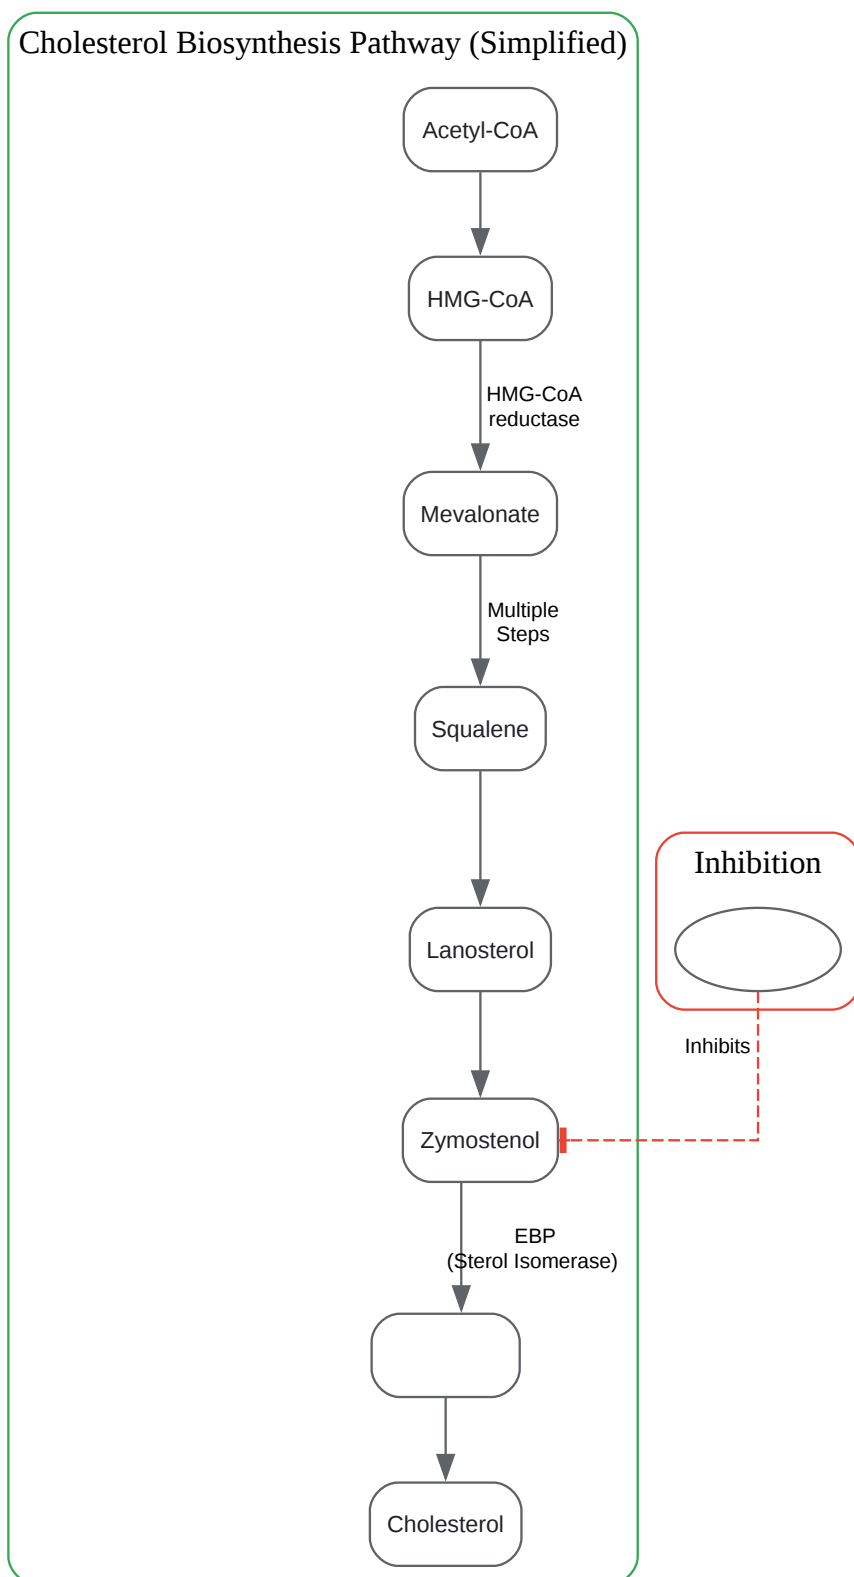 Cholesterol Biosynthesis Pathway (Simplified)
Acetyl-CoA
HMG-CoA
HMG-CoA
reductase
Mevalonate
Multiple
Steps
Squalene
Inhibition
Lanosterol
Inhibits
Zymostenol
EBP
(Sterol Isomerase)
Cholesterol